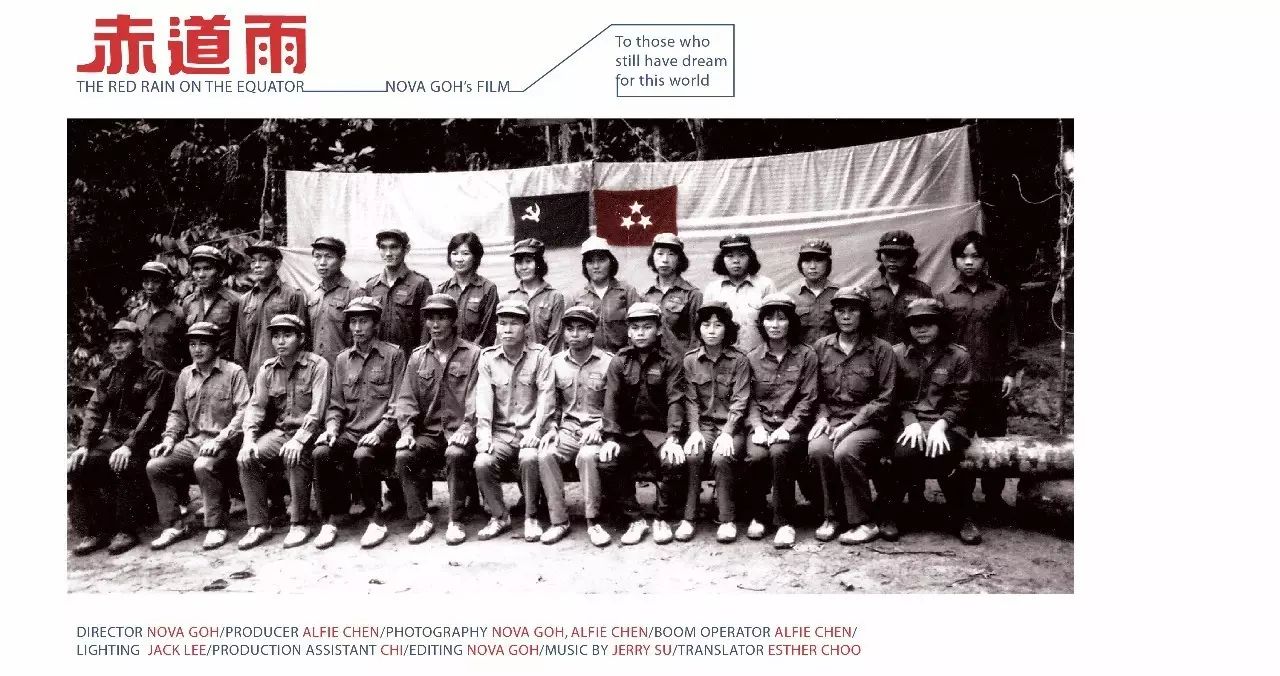 赤道雨
THE RED RAIN ON THE EQUATOR
NOVA GOH's FILM
To those who
still have dream
for this world
DIRECTOR NOVA GOH/PRODUCER ALFIE CHEN/PHOTOGRAPHY NOVA GOH, ALFIE CHEN/BOOM OPERATOR ALFIE CHEN/
LIGHTING JACK LEE/PRODUCTION ASSISTANT CHI/EDITING NOVA GOH/MUSIC BY JERRY SU/TRANSLATOR ESTHER CHOO